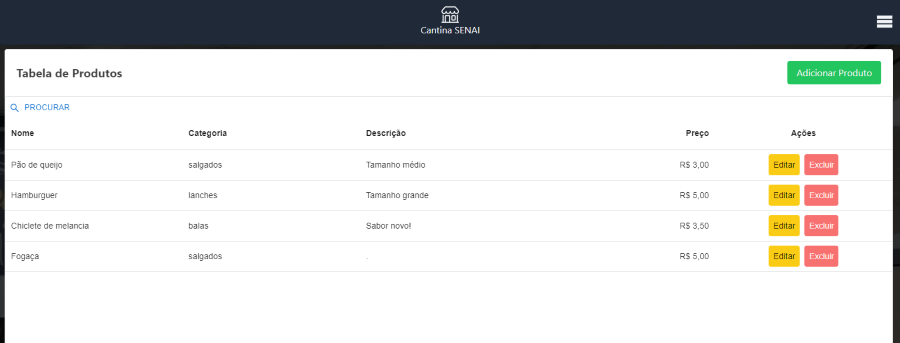 Cantina SENAI
Tabela de Produtos
Adicionar Produto
PROCURAR
Nome Categoria Descrição Preço Ações
Pão de queijo salgados Tamanho médio R$ 3,00 Editar Excluir
Hamburguer lanches Tamanho grande R$ 5,00 Editar Excluir
Chiclete de melancia balas Sabor novo! R$ 3,50 Editar Excluir
Fogaça salgados . R$ 5,00 Editar Excluir